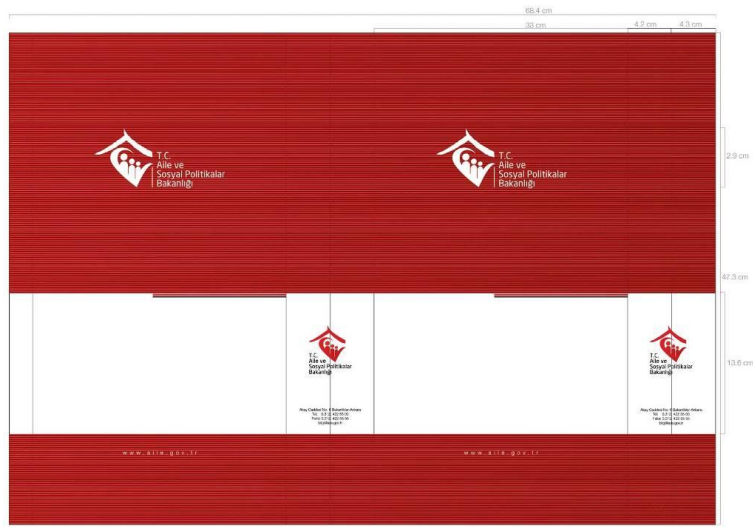 68.4 cm
33 cm
4.2 cm
4.3 cm
T.C.
Aile ve
Sosyal Politikalar
Bakanlığı
T.C.
Aile ve
Sosyal Politikalar
Bakanlığı
2.9 cm
47.3 cm
T.C.
Aile ve
Sosyal Politikalar
Bakanlığı
T.C.
Aile ve
Sosyal Politikalar
Bakanlığı
13.6 cm
www.aile.gov.tr
www.aile.gov.tr